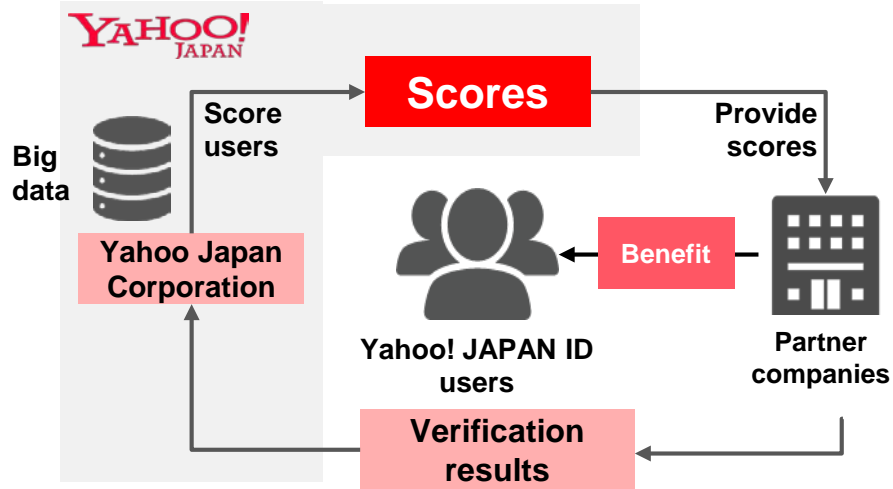 YAHOO!
JAPAN
Scores
Score
users
Provide
scores
Big
data
Yahoo Japan
Corporation
Benefit
Yahoo! JAPAN ID
users
Partner
companies
Verification
results